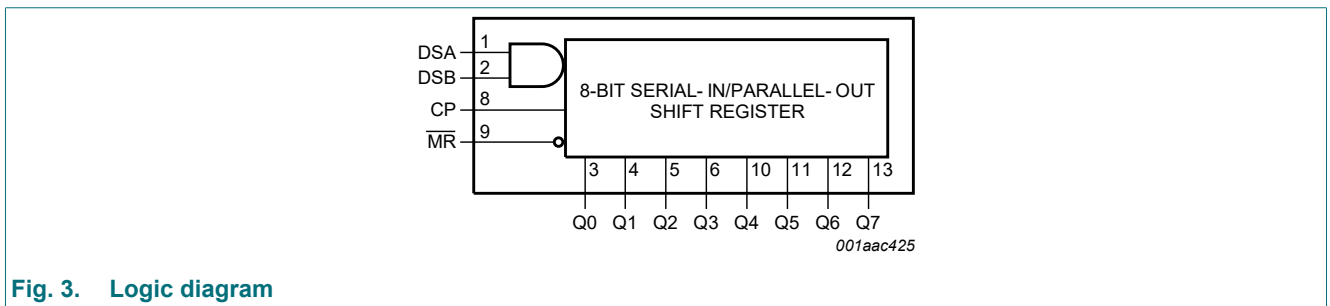 DSA 1
DSB 2
CP 8
MR 9
8-BIT SERIAL- IN/PARALLEL- OUT
SHIFT REGISTER
3 4 5 6 10 11 12 13
Q0 Q1 Q2 Q3 Q4 Q5 Q6 Q7
001aac425
Fig. 3. Logic diagram